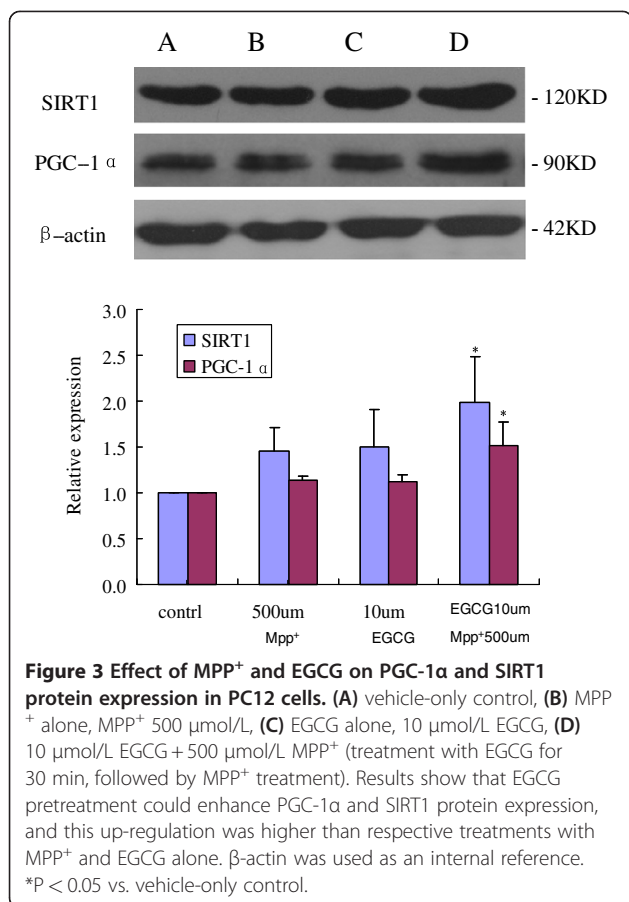 A B C D
SIRT1 - 120KD
PGC-1 α - 90KD
β-actin - 42KD
3.0
SIRT1
PGC-1 α
2.5
2.0
1.5
1.0
0.5
0.0
Relative expression
* *
contrl 500um 10um EGCG10um
Mpp⁺ EGCG Mpp⁺500um
Figure 3 Effect of MPP⁺ and EGCG on PGC-1α and SIRT1
protein expression in PC12 cells. (A) vehicle-only control, (B) MPP
⁺ alone, MPP⁺ 500 μmol/L, (C) EGCG alone, 10 μmol/L EGCG, (D)
10 μmol/L EGCG + 500 μmol/L MPP⁺ (treatment with EGCG for
30 min, followed by MPP⁺ treatment). Results show that EGCG
pretreatment could enhance PGC-1α and SIRT1 protein expression,
and this up-regulation was higher than respective treatments with
MPP⁺ and EGCG alone. β-actin was used as an internal reference.
*P < 0.05 vs. vehicle-only control.